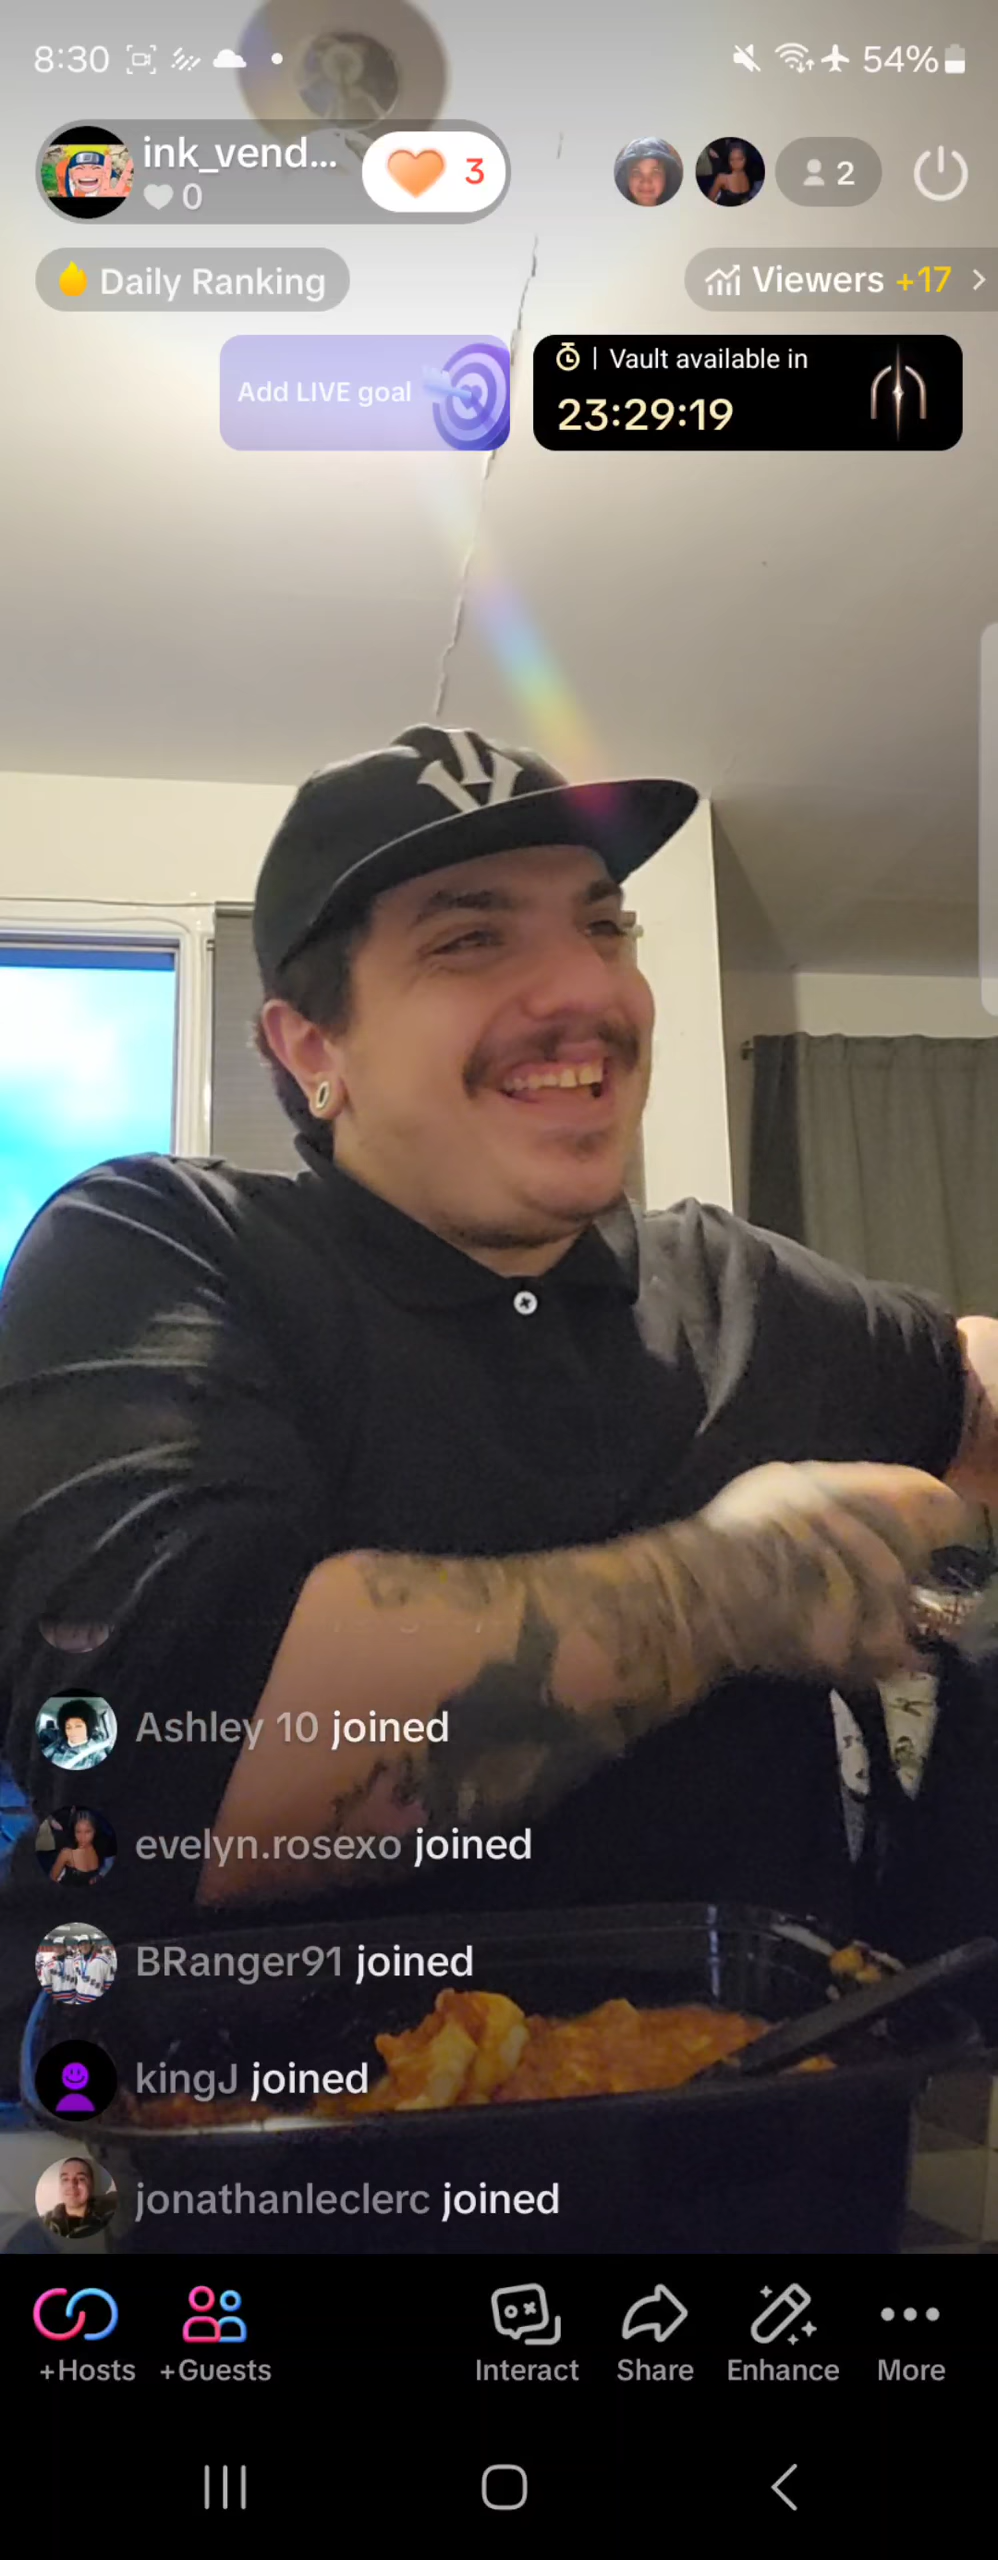 8:30
54%
ink_vend...
3
0
2
Daily Ranking
Viewers +17 >
Add LIVE goal
| Vault available in
23:29:19
Ashley 10 joined
evelyn.rosexo joined
BRanger91 joined
kingJ joined
jonathanleclerc joined
+Hosts
+Guests
Interact
Share
Enhance
More